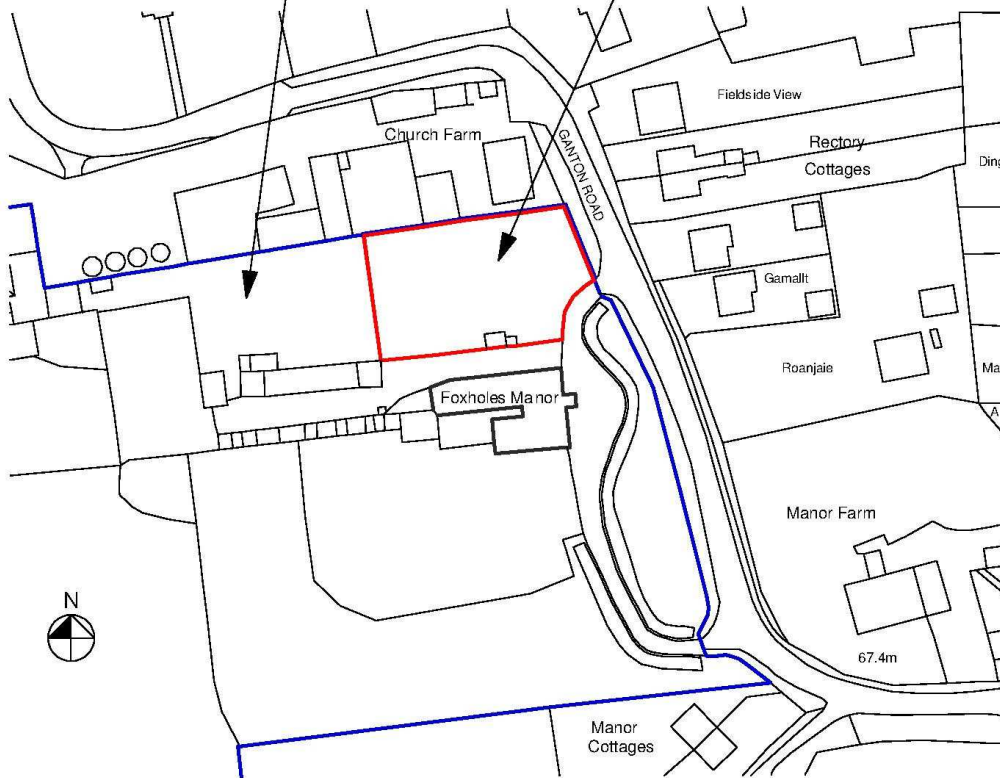 Fieldside View
Church Farm
GANTON ROAD
Rectory
Cottages
Gamallt
Roanjaie
Foxholes Manor
Manor Farm
N
67.4m
Manor
Cottages
Ding
Ma
A